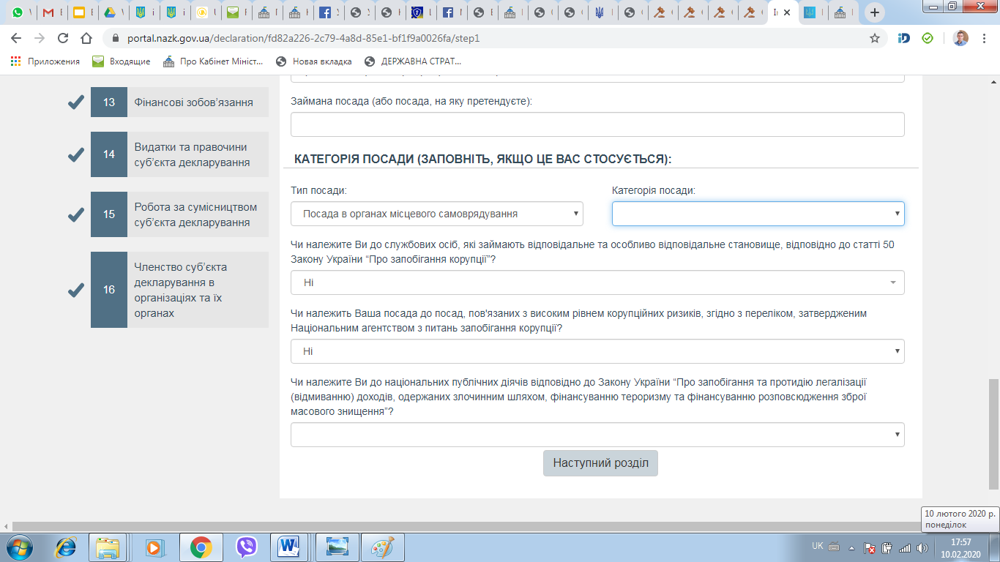 portal.nazk.gov.ua/declaration/fd82a226-2c79-4a8d-85e1-bf1f9a0026fa/step1
Приложения
Входящие
Про Кабінет Мініст...
Новая вкладка
ДЕРЖАВНА СТРАТ...
13
Фінансові зобов'язання
14
Видатки та правочини
суб'єкта декларування
15
Робота за сумісництвом
суб'єкта декларування
16
Членство суб'єкта
декларування в
організаціях та їх
органах
Займана посада (або посада, на яку претендуєте):
КАТЕГОРІЯ ПОСАДИ (ЗАПОВНІТЬ, ЯКЩО ЦЕ ВАС СТОСУЄТЬСЯ):
Тип посади:
Категорія посади:
Посада в органах місцевого самоврядування
Чи належите Ви до службових осіб, які займають відповідальне та особливо відповідальне становище, відповідно до статті 50
Закону України “Про запобігання корупції”?
Ні
Чи належить Ваша посада до посад, пов'язаних з високим рівнем корупційних ризиків, згідно з переліком, затвердженим
Національним агентством з питань запобігання корупції?
Ні
Чи належите Ви до національних публічних діячів відповідно до Закону України “Про запобігання та протидію легалізації
(відмиванню) доходів, одержаних злочинним шляхом, фінансуванню тероризму та фінансуванню розповсюдження зброї
масового знищення”?
Наступний розділ
10 лютого 2020 р.
понеділок
UK
17:57
10.02.2020